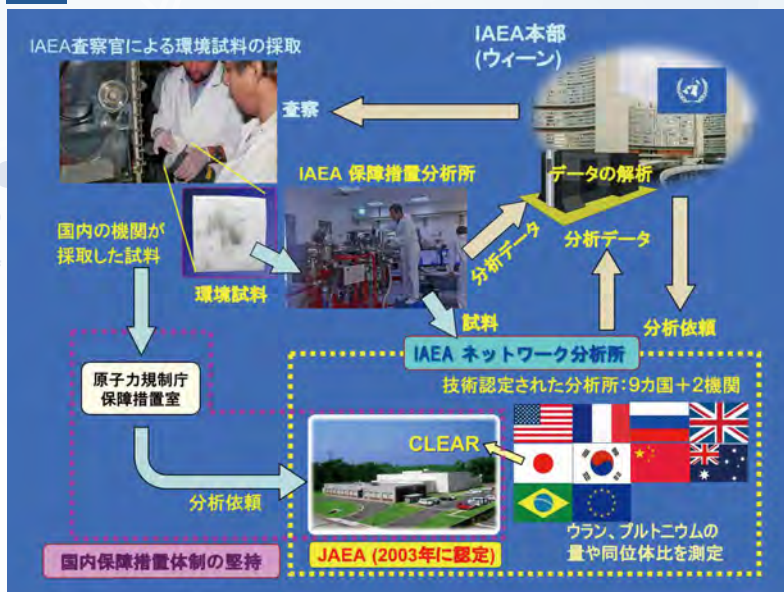 IAEA査察官による環境試料の採取
IAEA本部
(ウィーン)
査察
IAEA 保障措置分析所
データの解析
国内の機関が
採取した試料
環境試料
分析データ
分析データ
試料
分析依頼
IAEA ネットワーク分析所
原子力規制庁
保障措置室
技術認定された分析所:9カ国+2機関
CLEAR
分析依頼
ウラン、プルトニウムの
量や同位体比を測定
JAEA (2003年に認定)
国内保障措置体制の堅持